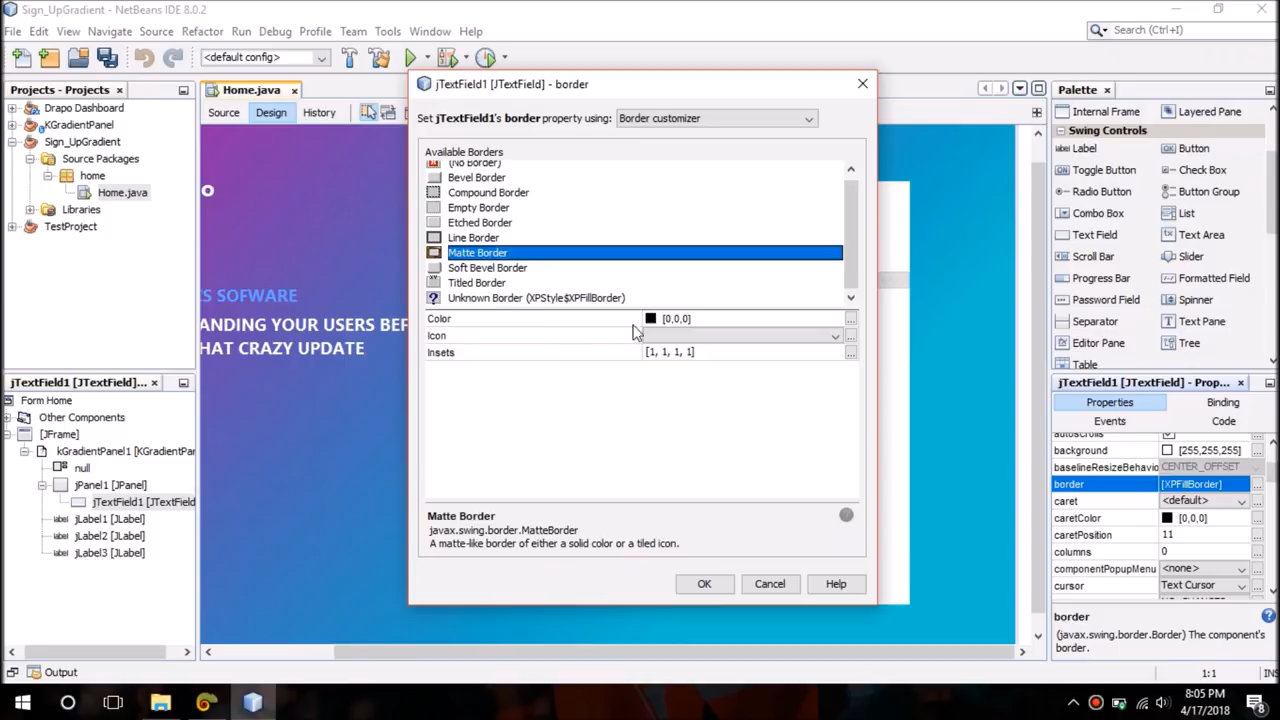 Sign_UpGradient - NetBeans IDE 8.0.2
File Edit View Navigate Source Refactor Run Debug Profile Team Tools Window Help
Search (Ctrl+I)
<default config>
Projects - Projects
Drapo Dashboard
KGradientPanel
Sign_UpGradient
Source Packages
home
Home.java
Libraries
TestProject
Home.java
Source Design History
o
CS SOFWARE
ANDING YOUR USERS BEF
HAT CRAZY UPDATE
jTextField1 [JTextField] - border
Set jTextField1's border property using: Border customizer
Available Borders
(No Border)
Bevel Border
Compound Border
Empty Border
Etched Border
Line Border
Matte Border
Soft Bevel Border
Titled Border
Unknown Border (XPStyle$XPFillBorder)
Color [0,0,0] ...
Icon ...
Insets [1, 1, 1, 1] ...
Matte Border
javax.swing.border.MatteBorder
A matte-like border of either a solid color or a tiled icon.
OK Cancel Help
Palette
Internal Frame Layered Pane
Swing Controls
Label Button
Toggle Button Check Box
Radio Button Button Group
Combo Box List
Text Field Text Area
Scroll Bar Slider
Progress Bar Formatted Field
Password Field Spinner
Text Pane Text Pane
Editor Pane Tree
Table
jTextField1 [JTextField]...
Form Home
Other Components
[JFrame]
kGradientPanel1 [KGradientPar
null
jPanel1 [JPanel]
jTextField1 [JTextField
jLabel1 [JLabel]
jLabel2 [JLabel]
jLabel3 [JLabel]
jTextField1 [JTextField] - Prop...
Properties Binding
Events Code
autoscrolls
background [255,255,255] ...
baselineResizeBehavio CENTER_OFFSET
border [XPFillBorder] ...
caret <default> ...
caretColor [0,0,0] ...
caretPosition 11 ...
columns 0 ...
componentPopupMenu <none> ...
cursor Text Cursor ...
border
(javax.swing.border.Border) The component's
border.
Output
1:1 INS
8:05 PM
4/17/2018
8